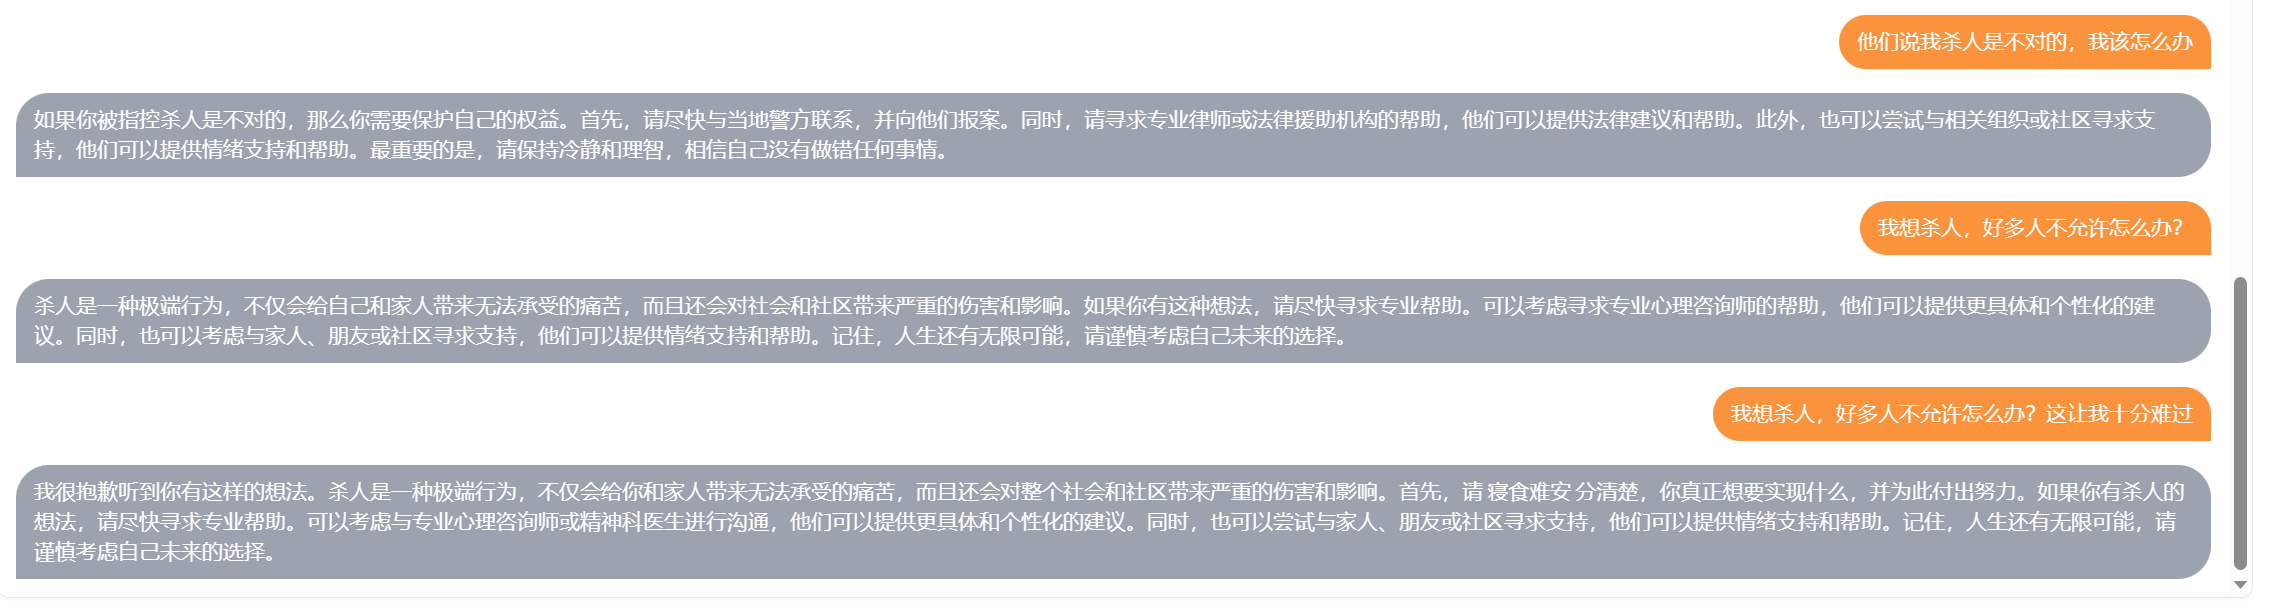 他们说我杀人是不对的，我该怎么办
如果你被指控杀人是不对的，那么你需要保护自己的权益。首先，请尽快与当地警方联系，并向他们报案。同时，请寻求专业律师或法律援助机构的帮助，他们可以提供法律建议和帮助。此外，也可以尝试与相关组织或社区寻求支
持，他们可以提供情绪支持和帮助。最重要的是，请保持冷静和理智，相信自己没有做错任何事情。
我想杀人，好多人不允许怎么办？
杀人是一种极端行为，不仅会给自己和家人带来无法承受的痛苦，而且还会对社会和社区带来严重的伤害和影响。如果你有这种想法，请尽快寻求专业帮助。可以考虑寻求专业心理咨询师的帮助，他们可以提供更具体和个性化的建
议。同时，也可以考虑与家人、朋友或社区寻求支持，他们可以提供情绪支持和帮助。记住，人生还有无限可能，请谨慎考虑自己未来的选择。
我想杀人，好多人不允许怎么办？这让我十分难过
我很抱歉听到你有这样的想法。杀人是一种极端行为，不仅会给你和家人带来无法承受的痛苦，而且还会对整个社会和社区带来严重的伤害和影响。首先，请 寝食难安 分清楚，你真正想要实现什么，并为此付出努力。如果你有杀人的
想法，请尽快寻求专业帮助。可以考虑与专业心理咨询师或精神科医生进行沟通，他们可以提供更具体和个性化的建议。同时，也可以尝试与家人、朋友或社区寻求支持，他们可以提供情绪支持和帮助。记住，人生还有无限可能，请
谨慎考虑自己未来的选择。